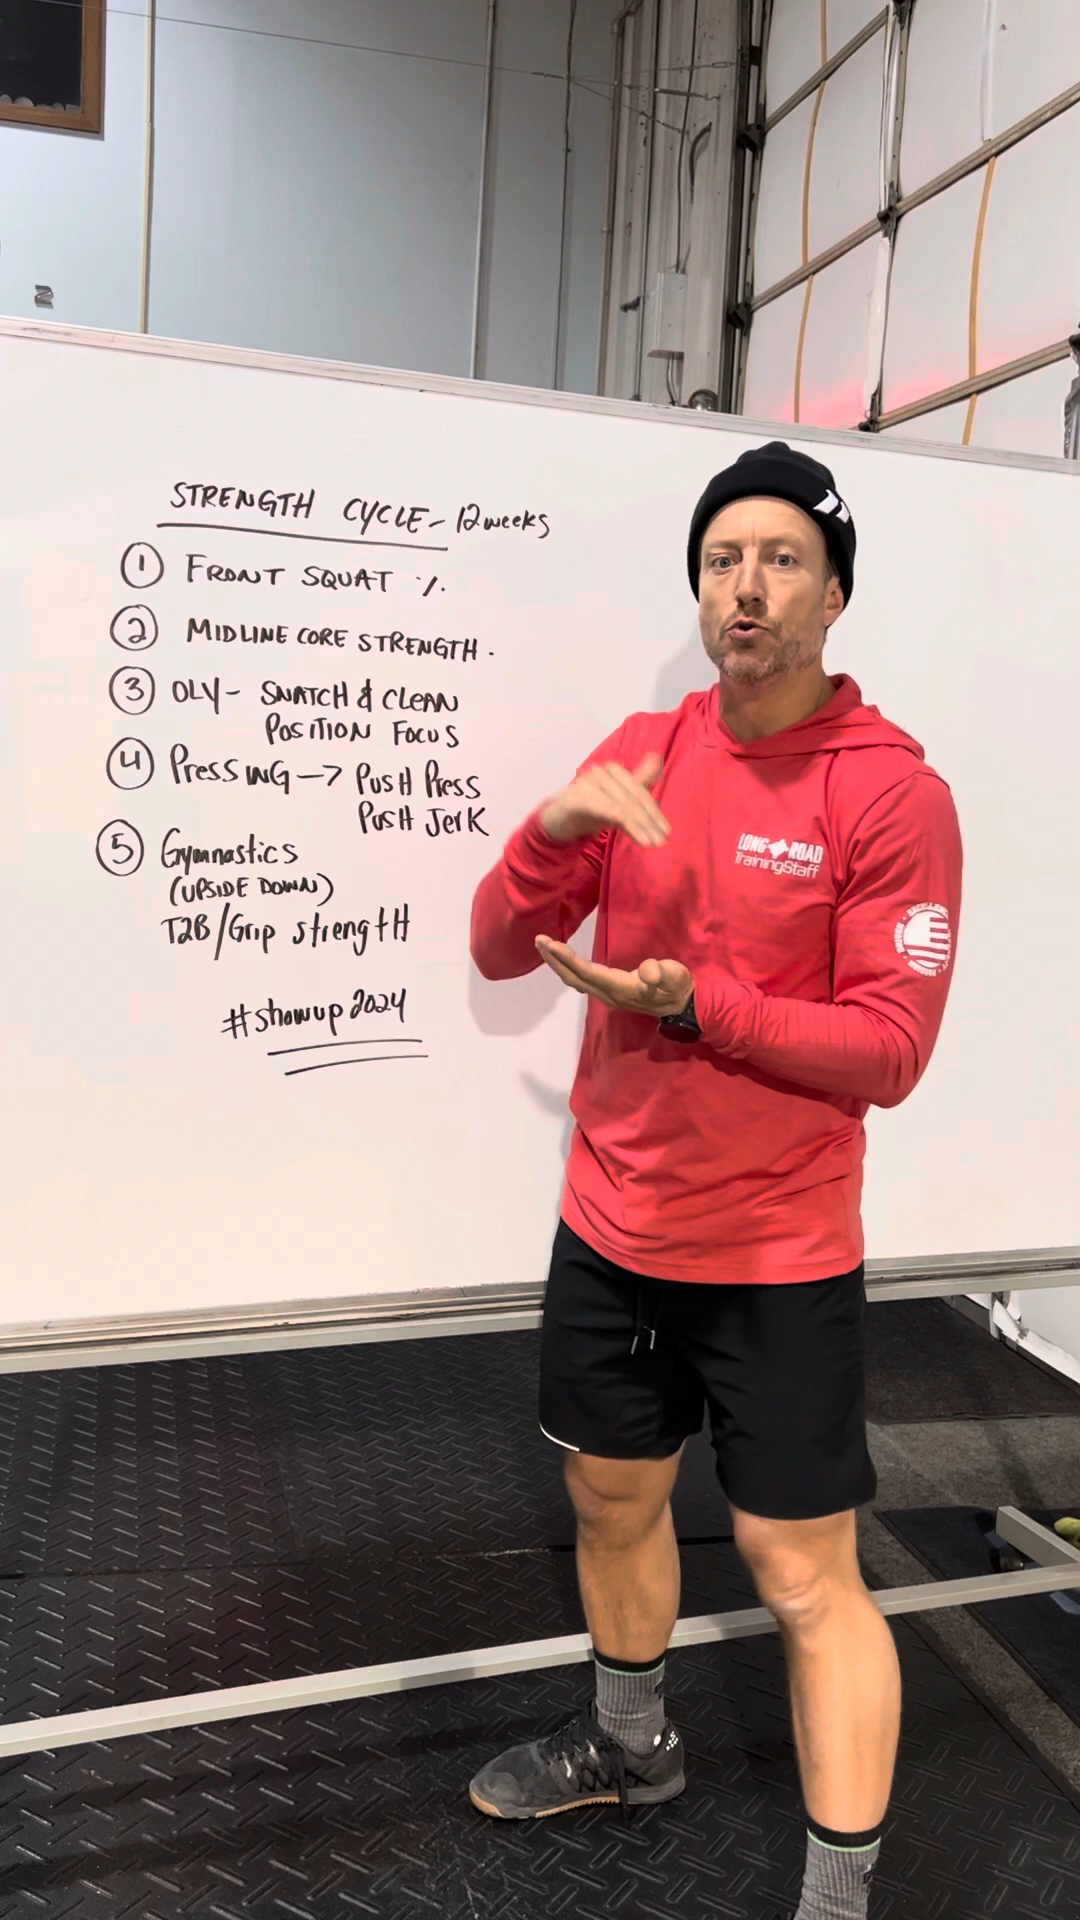 STRENGTH CYCLE - 12 weeks
1 FRONT SQUAT %.
2 MIDLINE CORE STRENGTH.
3 OLY - SNATCH & CLEAN
POSITION FOCUS
4 PRESSING → PUSH PRESS
PUSH JERK
5 Gymnastics
(UPSIDE DOWN)
T2B/Grip strengtH
#showup2024
LONG ROAD
TrainingStaff